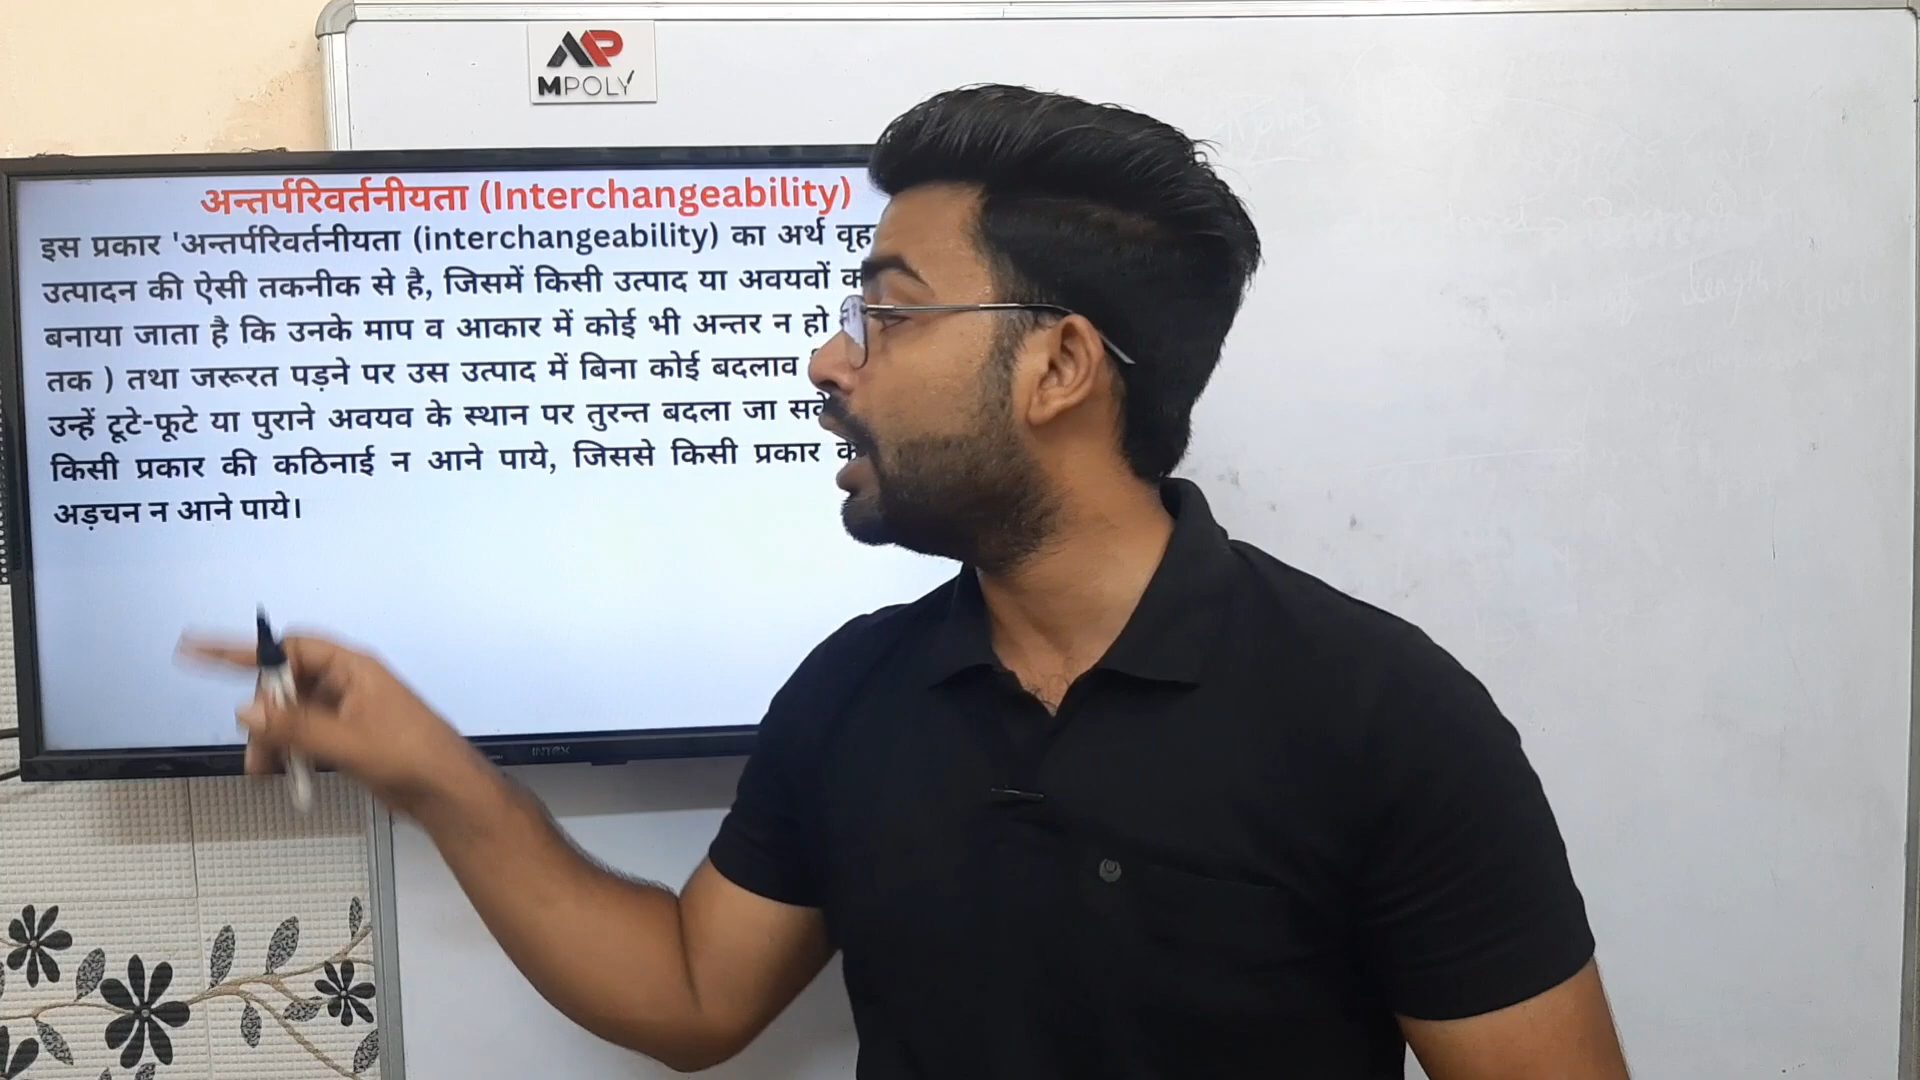 MPOLY
अन्तर्परिवर्तनीयता (Interchangeability)
इस प्रकार 'अन्तर्परिवर्तनीयता (interchangeability) का अर्थ
उत्पादन की ऐसी तकनीक से है, जिसमें किसी उत्पाद या अवयवों
बनाया जाता है कि उनके माप व आकार में कोई भी अन्तर न हो
तक ) तथा जरूरत पड़ने पर उस उत्पाद में बिना कोई बदलाव
उन्हें टूटे-फूटे या पुराने अवयव के स्थान पर तुरन्त बदला जा
किसी प्रकार की कठिनाई न आने पाये, जिससे किसी प्रकार
अड़चन न आने पाये।
INTEX
length